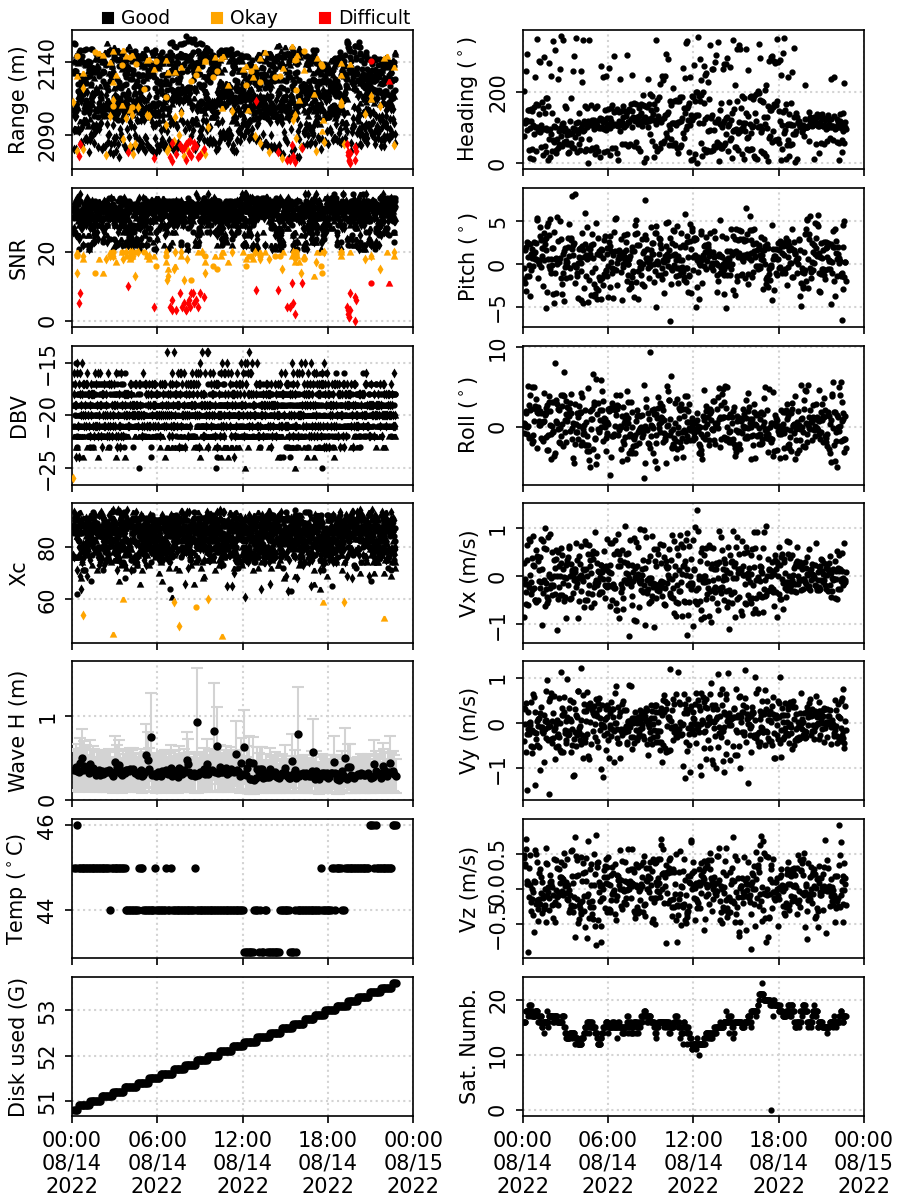 Good Okay Difficult
Range (m)
2140
2090
Heading (°)
200
0
SNR
20
0
Pitch (°)
5
0
−5
DBV
−15
−20
−25
Roll (°)
10
0
Xc
80
60
Vx (m/s)
1
0
−1
Wave H (m)
1
0
Vy (m/s)
1
0
−1
Temp (°C)
46
44
Vz (m/s)
0.5
0.0
−0.5
Disk used (G)
53
52
51
Sat. Numb.
20
10
0
00:00 06:00 12:00 18:00 00:00
08/14 08/14 08/14 08/14 08/15
2022 2022 2022 2022 2022
00:00 06:00 12:00 18:00 00:00
08/14 08/14 08/14 08/14 08/15
2022 2022 2022 2022 2022